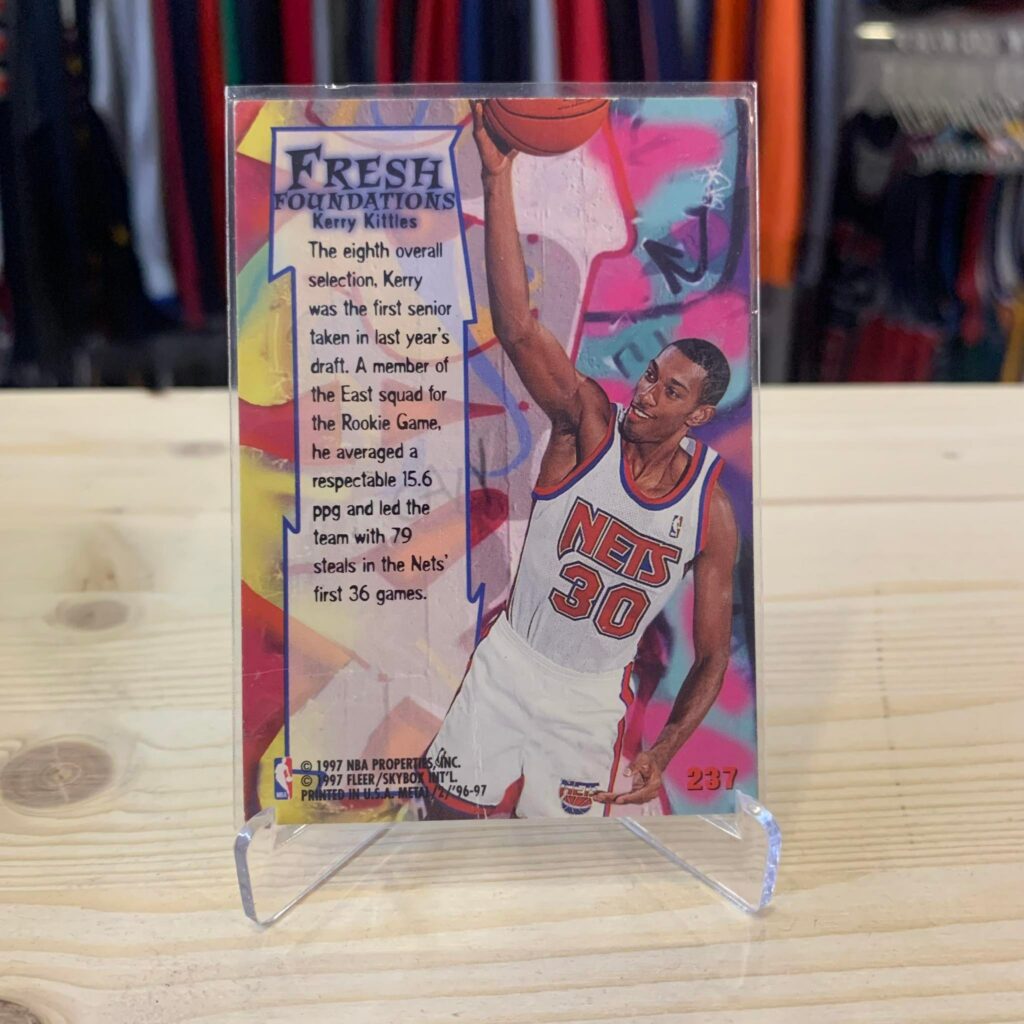 FRESH
FOUNDATIONS
Kerry Kittles
The eighth overall
selection, Kerry
was the first senior
taken in last year's
draft. A member of
the East squad for
the Rookie Game,
he averaged a
respectable 15.6
ppg and led the
team with 79
steals in the Nets'
first 36 games.
NETS
30
© 1997 NBA PROPERTIES, INC.
© 1997 FLEER/SKYBOX INT'L.
PRINTED IN U.S.A. METAL/2/'96-97
237